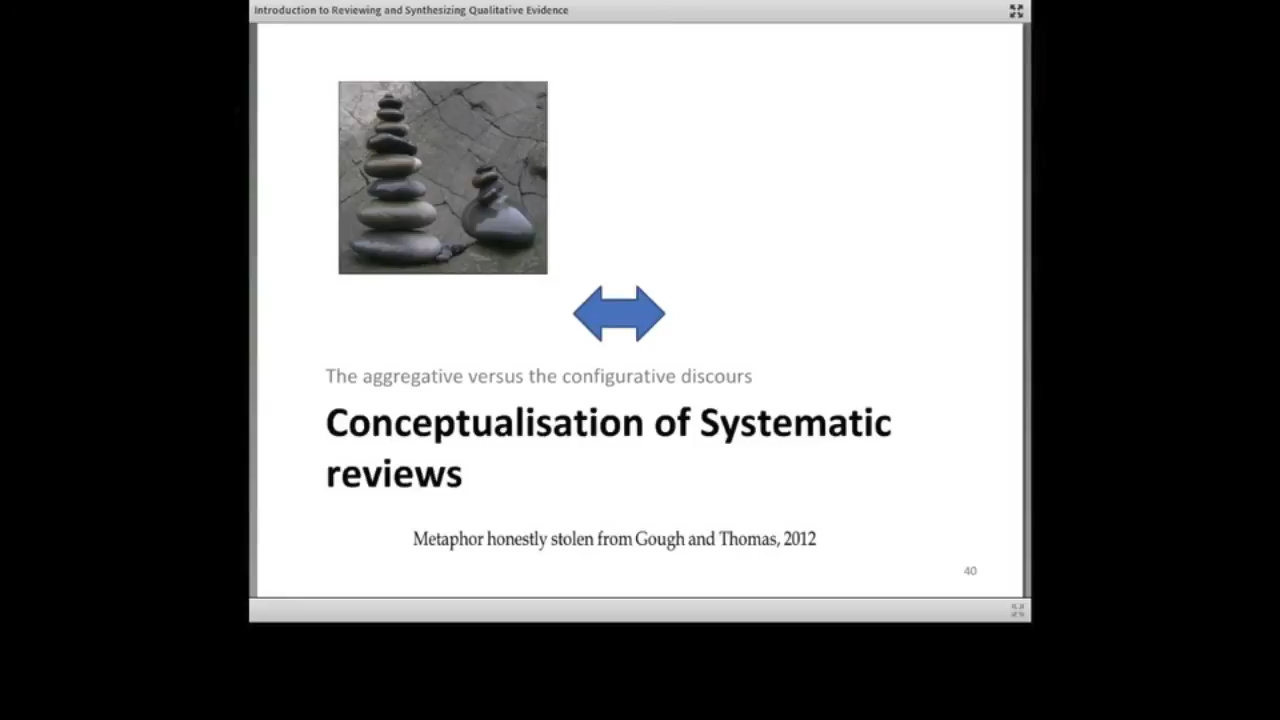 Introduction to Reviewing and Synthesizing Qualitative Evidence
The aggregative versus the configurative discours
Conceptualisation of Systematic
reviews
Metaphor honestly stolen from Gough and Thomas, 2012
40